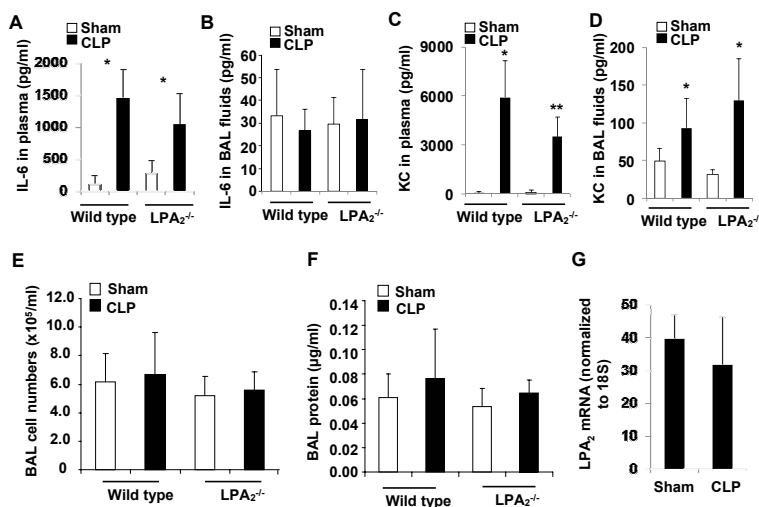 A
Sham
CLP
IL-6 in plasma (pg/ml)
2000
1500
1000
500
0
*
*
Wild type
LPA₂⁻/⁻
B
Sham
CLP
IL-6 in BAL fluids (pg/ml)
60
50
40
30
20
10
0
Wild type
LPA₂⁻/⁻
C
Sham
CLP
KC in plasma (pg/ml)
9000
6000
3000
0
*
**
Wild type
LPA₂⁻/⁻
D
Sham
CLP
KC in BAL fluids (pg/ml)
200
150
100
50
0
*
*
Wild type
LPA₂⁻/
E
Sham
CLP
BAL cell numbers (x10⁵/ml)
12.0
10.0
8.0
6.0
4.0
2.0
0
Wild type
LPA₂⁻/⁻
F
Sham
CLP
BAL protein (µg/ml)
0.14
0.12
0.10
0.08
0.06
0.04
0.02
0.00
Wild type
LPA₂⁻/⁻
G
LPA₂ mRNA (normalized
to 18S)
50
40
30
20
10
0
Sham
CLP